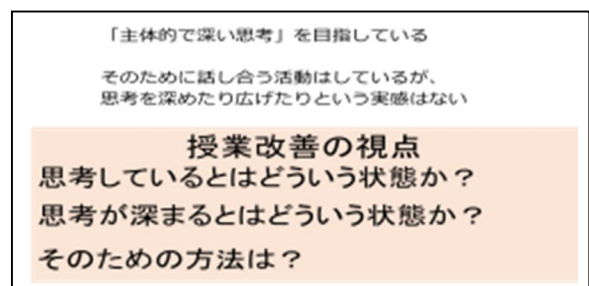 「主体的で深い思考」を目指している
そのために話し合う活動はしているが、
思考を深めたり広げたりという実感はない
授業改善の視点
思考しているとはどういう状態か？
思考が深まるとはどういう状態か？
そのための方法は？